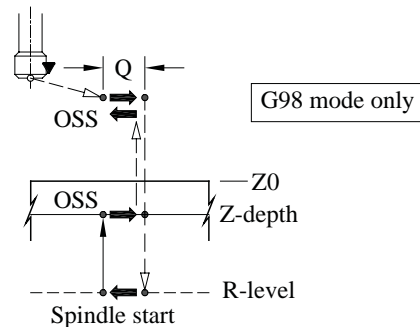 Q
G98 mode only
OSS
Z0
OSS
Z-depth
R-level
Spindle start